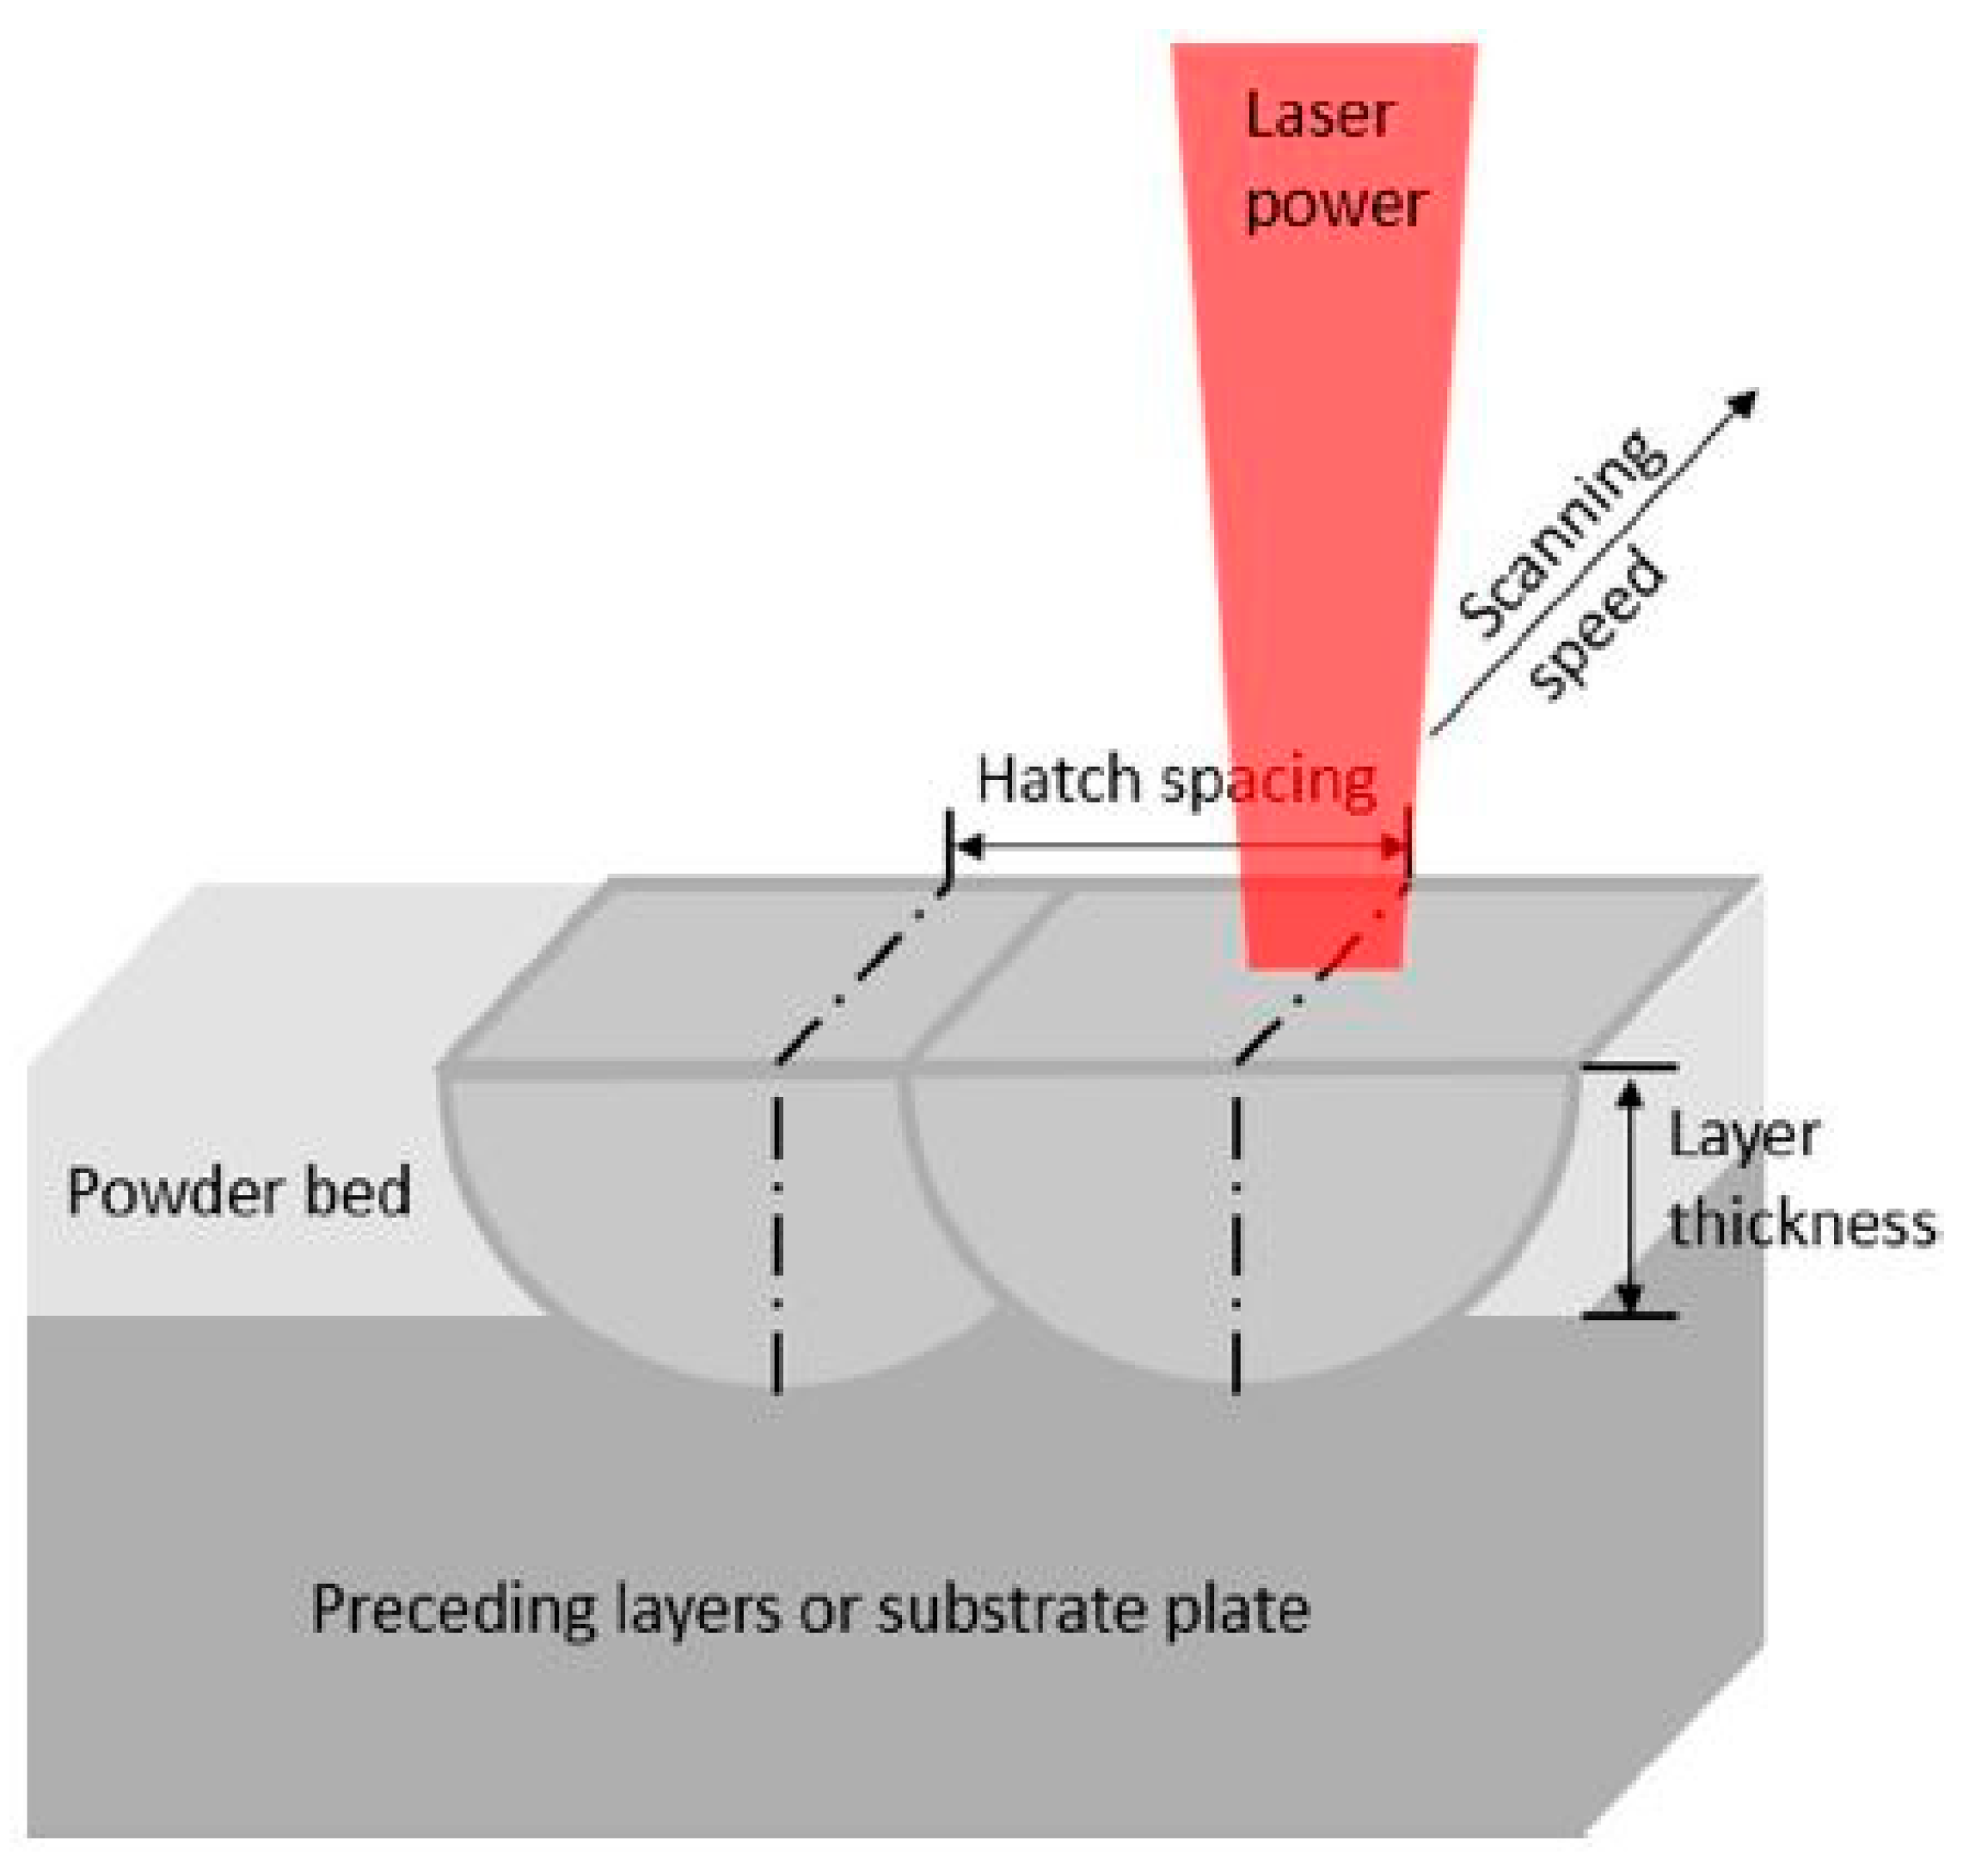 Laser
power
Scanning
speed
Hatch spacing
Layer
thickness
Powder bed
Preceding layers or substrate plate